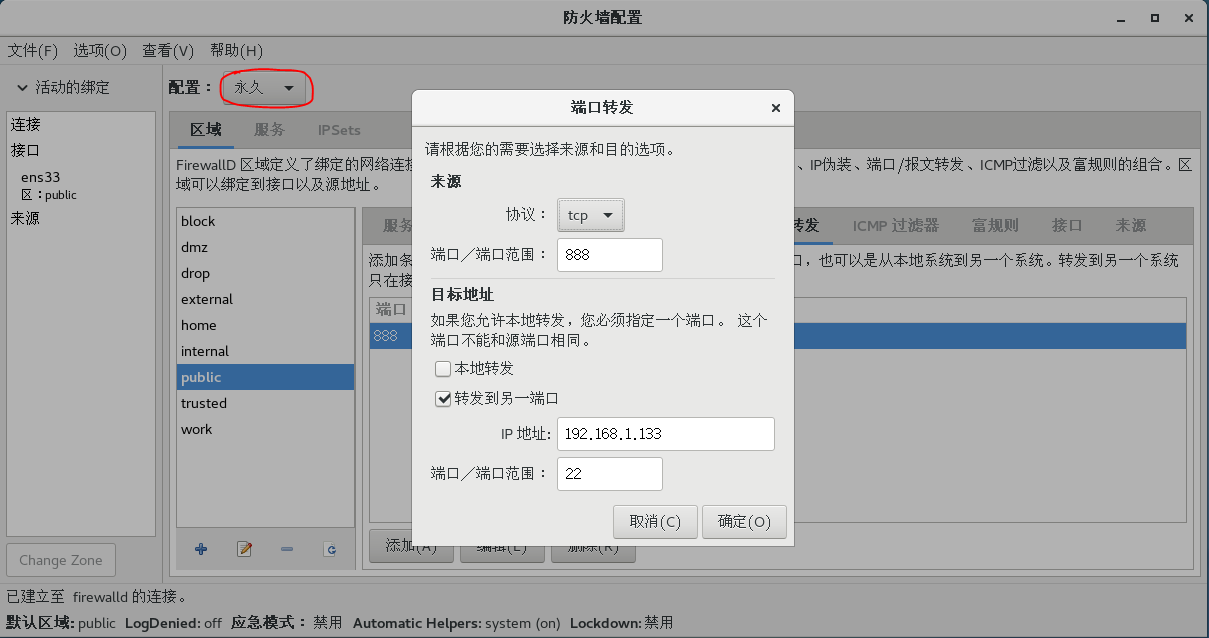 防火墙配置
文件(F) 选项(O) 查看(V) 帮助(H)
活动的绑定
配置： 永久
连接
接口
ens33
区：public
来源
Change Zone
区域 服务 IPSets
FirewallD 区域定义了绑定的网络连接
、IP伪装、端口/报文转发、ICMP过滤以及富规则的组合。区
域可以绑定到接口以及源地址。
block
dmz
drop
external
home
internal
public
trusted
work
服务
转发 ICMP 过滤器 富规则 接口 来源
添加条
口，也可以是从本地系统到另一个系统。转发到另一个系统
只在接
端口
888
添加(A) 编辑(E) 删除(R)
端口转发
请根据您的需要选择来源和目的选项。
来源
协议： tcp
端口／端口范围： 888
目标地址
如果您允许本地转发，您必须指定一个端口。 这个
端口不能和源端口相同。
本地转发
转发到另一端口
IP 地址: 192.168.1.133
端口／端口范围： 22
取消(C) 确定(O)
已建立至 firewalld 的连接。
默认区域: public LogDenied: off 应急模式： 禁用 Automatic Helpers: system (on) Lockdown: 禁用